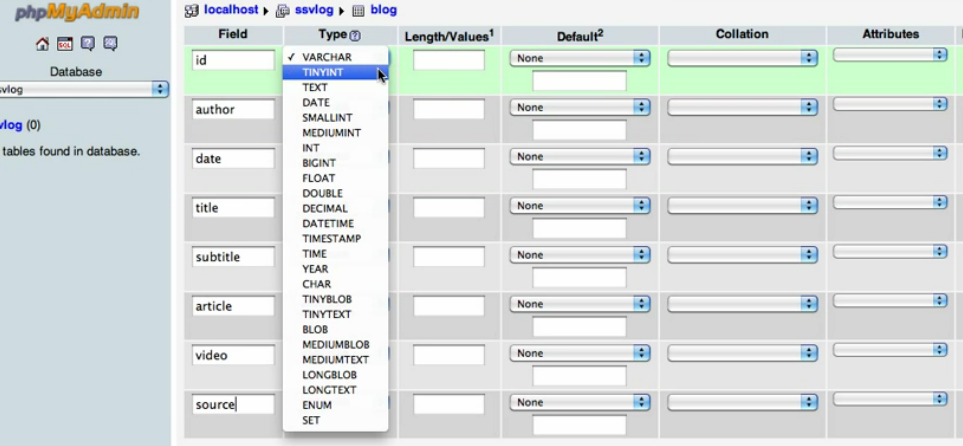 phpMyAdmin
localhost ▸ ssvlog ▸ blog
Field Type Length/Values1 Default2 Collation Attributes
Database
svlog
vlog (0)
tables found in database.
id
✓ VARCHAR
TINYINT
TEXT
DATE
SMALLINT
MEDIUMINT
INT
BIGINT
FLOAT
DOUBLE
DECIMAL
DATETIME
TIMESTAMP
TIME
YEAR
CHAR
TINYBLOB
TINYTEXT
BLOB
MEDIUMBLOB
MEDIUMTEXT
LONGBLOB
LONGTEXT
ENUM
SET
None
author None
date None
title None
subtitle None
article None
video None
source None